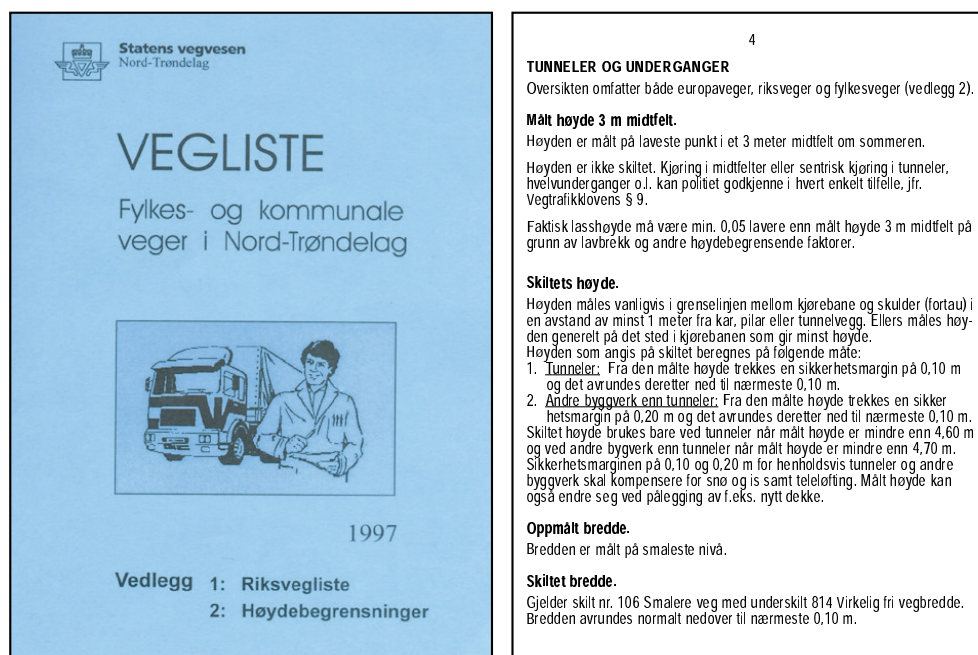 Statens vegvesen
Nord-Trøndelag
VEGLISTE
Fylkes- og kommunale
veger i Nord-Trøndelag
1997
Vedlegg 1: Riksvegliste
2: Høydebegrensninger
4
TUNNELER OG UNDERGANGER
Oversikten omfatter både europaveger, riksveger og fylkesveger (vedlegg 2).
Målt høyde 3 m midtfelt.
Høyden er målt på laveste punkt i et 3 meter midtfelt om sommeren.
Høyden er ikke skiltet. Kjøring i midtfelter eller sentrisk kjøring i tunneler,
hvelvunderganger o.l. kan politiet godkjenne i hvert enkelt tilfelle, jfr.
Vegtrafikklovens § 9.
Faktisk lasshøyde må være min. 0,05 lavere enn målt høyde 3 m midtfelt på
grunn av lavbrekk og andre høydebegrensende faktorer.
Skiltets høyde.
Høyden måles vanligvis i grenselinjen mellom kjørebane og skulder (fortau) i
en avstand av minst 1 meter fra kar, pilar eller tunnelvegg. Ellers måles høy-
den generelt på det sted i kjørebanen som gir minst høyde.
Høyden som angis på skiltet beregnes på følgende måte:
1. Tunneler: Fra den målte høyde trekkes en sikkerhetsmargin på 0,10 m
og det avrundes deretter ned til nærmeste 0,10 m.
2. Andre byggverk enn tunneler: Fra den målte høyde trekkes en sikker
hetsmargin på 0,20 m og det avrundes deretter ned til nærmeste 0,10 m.
Skiltet høyde brukes bare ved tunneler når målt høyde er mindre enn 4,60 m
og ved andre bygverk enn tunneler når målt høyde er mindre enn 4,70 m.
Sikkerhetsmarginen på 0,10 og 0,20 m for henholdsvis tunneler og andre
byggverk skal kompensere for snø og is samt teleløfting. Målt høyde kan
også endre seg ved pålegging av f.eks. nytt dekke.
Oppmålt bredde.
Bredden er målt på smaleste nivå.
Skiltet bredde.
Gjelder skilt nr. 106 Smalere veg med underskilt 814 Virkelig fri vegbredde.
Bredden avrundes normalt nedover til nærmeste 0,10 m.